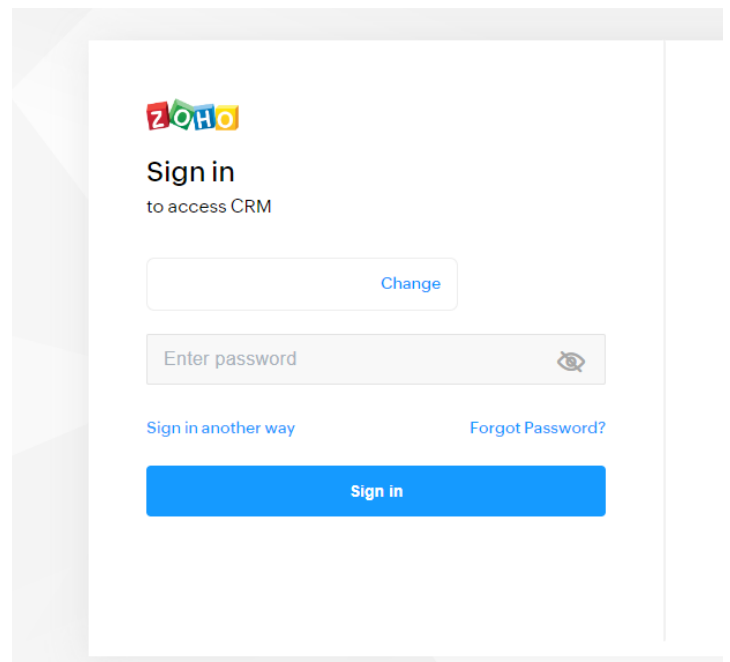 ZOHO
Sign in
to access CRM
Change
Enter password
Sign in another way Forgot Password?
Sign in